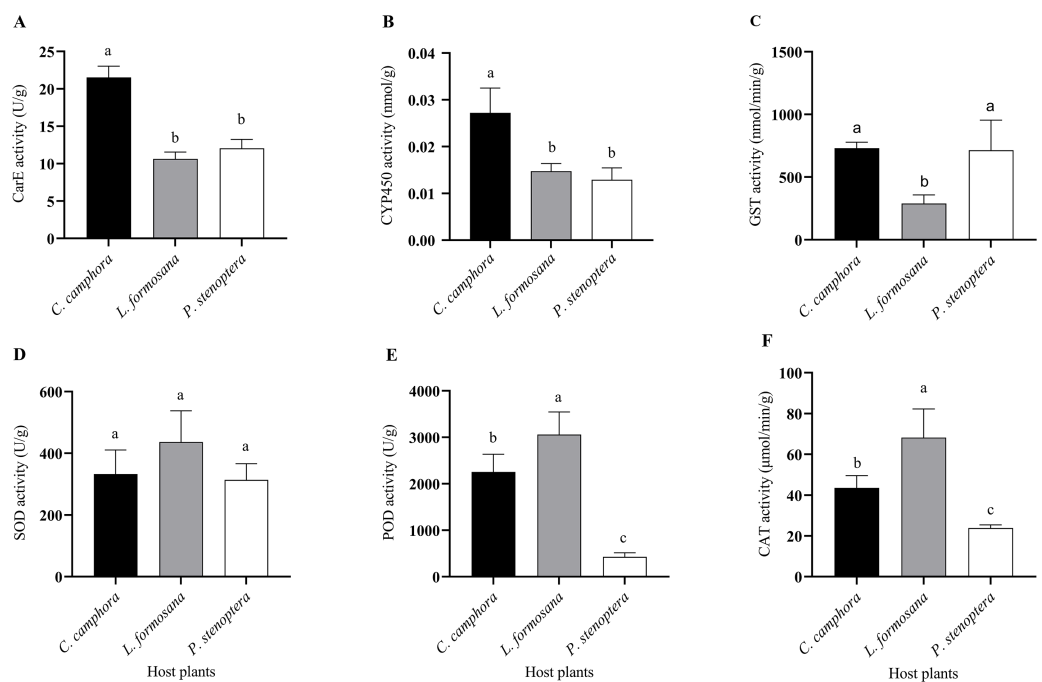 A
CarE activity (U/g)
25
20
15
10
5
0
a
b
b
C. camphora
L. formosana
P. stenoptera
B
CYP450 activity (nmol/g)
0.04
0.03
0.02
0.01
0.00
a
b
b
C. camphora
L. formosana
P. stenoptera
C
GST activity (nmol/min/g)
1500
1000
500
0
a
b
a
C. camphora
L. formosana
P. stenoptera
D
SOD activity (U/g)
600
400
200
0
a
a
a
C. camphora
L. formosana
P. stenoptera
Host plants
E
POD activity (U/g)
4000
3000
2000
1000
0
b
a
c
C. camphora
L. formosana
P. stenoptera
Host plants
F
CAT activity (μmol/min/g)
100
80
60
40
20
0
b
a
c
C. camphora
L. formosana
P. stenoptera
Host plants